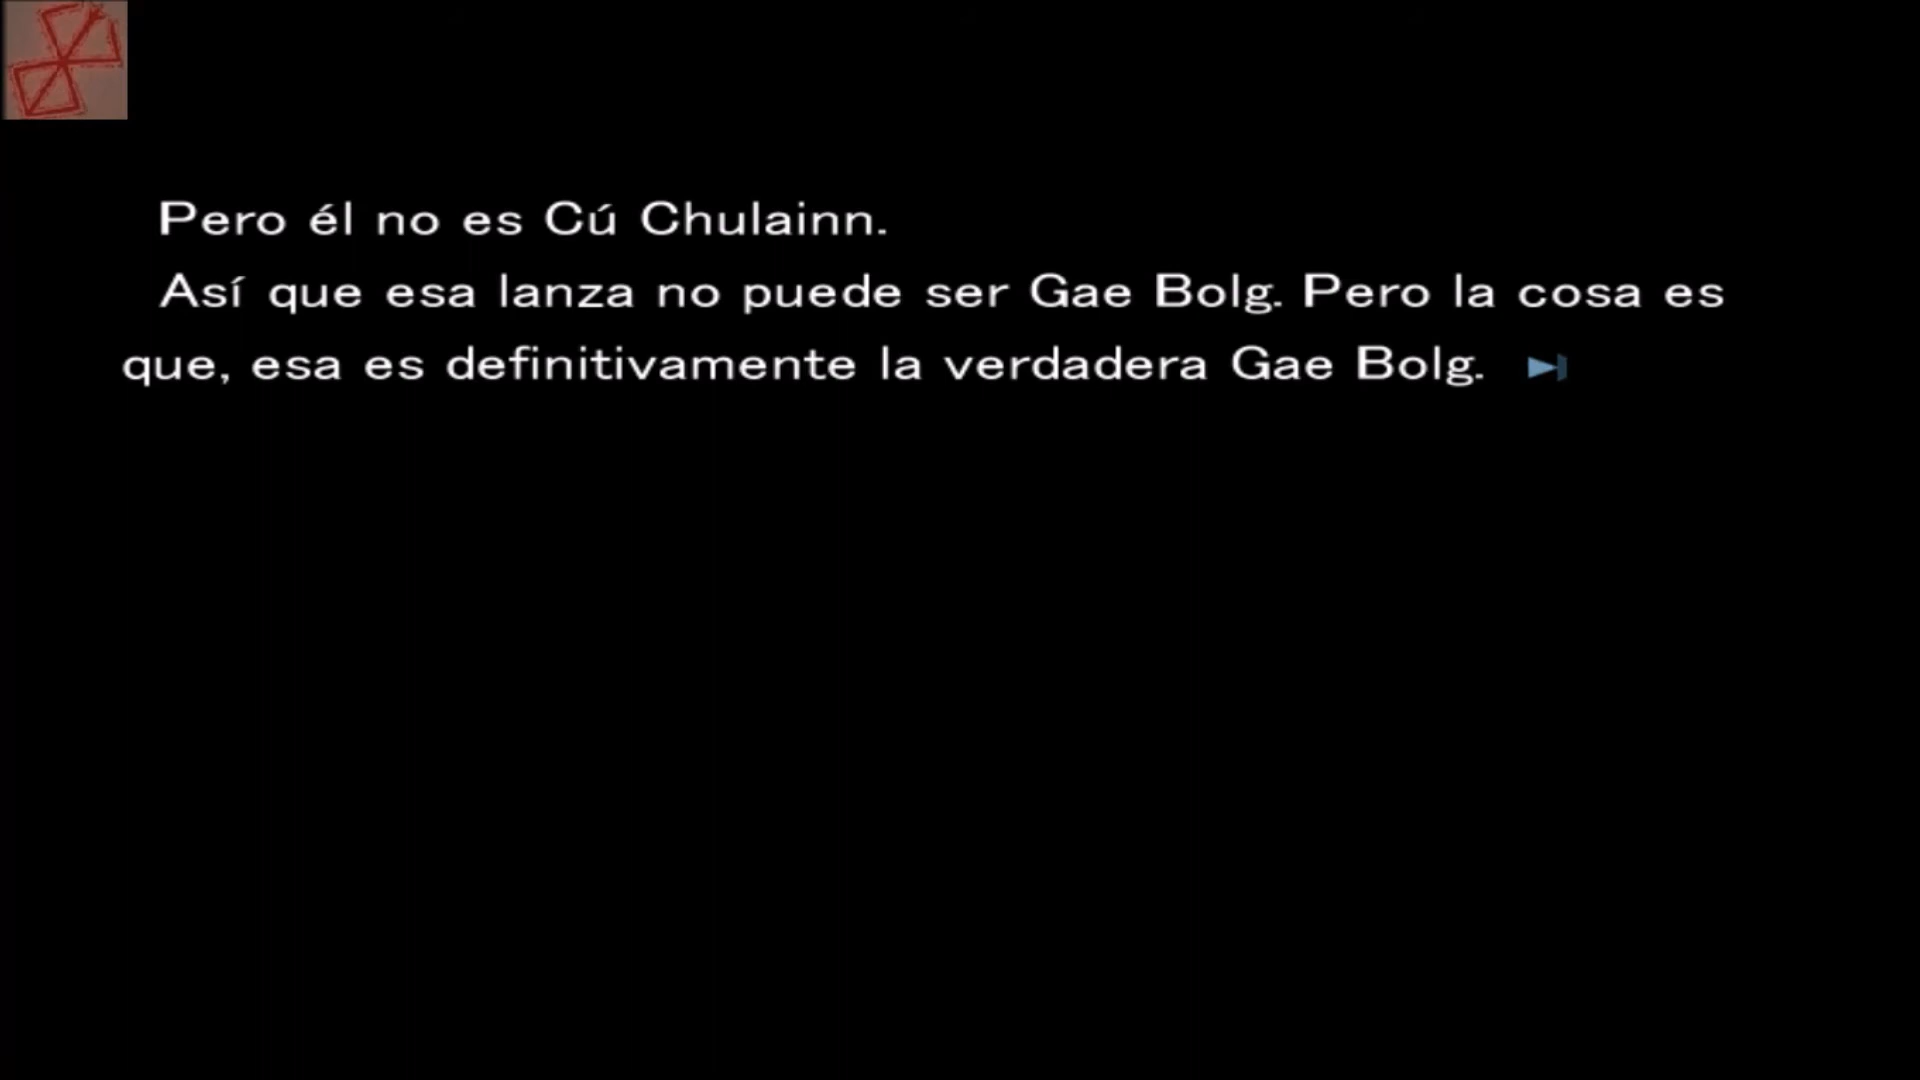 Pero él no es Cú Chulainn.
Así que esa lanza no puede ser Gae Bolg. Pero la cosa es
que, esa es definitivamente la verdadera Gae Bolg.